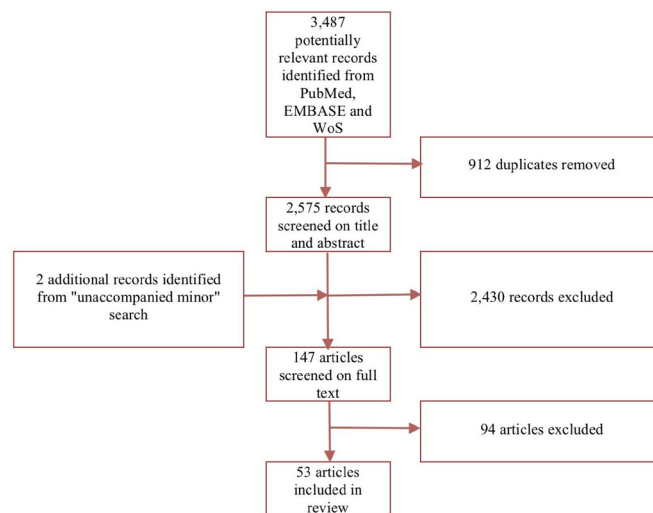 3,487
potentially
relevant records
identified from
PubMed,
EMBASE and
WoS
912 duplicates removed
2,575 records
screened on title
and abstract
2 additional records identified
from "unaccompanied minor"
search
2,430 records excluded
147 articles
screened on full
text
94 articles excluded
53 articles
included in
review